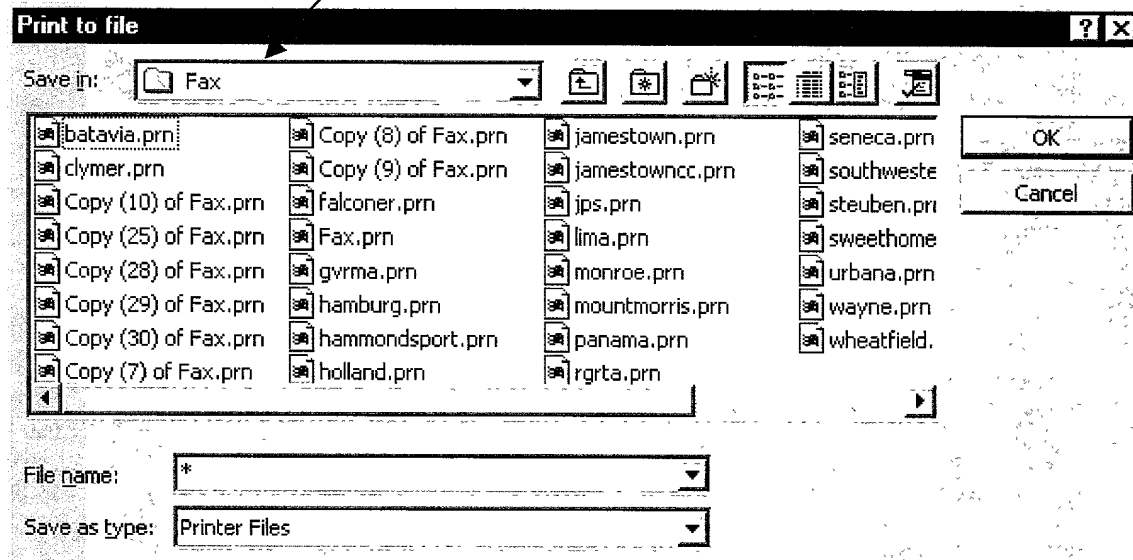 Print to file
Save in: Fax
batavia.prn Copy (8) of Fax.prn jamestown.prn seneca.prn OK
clymer.prn Copy (9) of Fax.prn jamestowncc.prn southweste
Copy (10) of Fax.prn falconer.prn jps.prn steuben.prn Cancel
Copy (25) of Fax.prn Fax.prn lima.prn sweethome
Copy (28) of Fax.prn gvrma.prn monroe.prn urbana.prn
Copy (29) of Fax.prn hamburg.prn mountmorris.prn wayne.prn
Copy (30) of Fax.prn hammondsport.prn panama.prn wheatfield.
Copy (7) of Fax.prn holland.prn rgrta.prn
File name: *
Save as type: Printer Files